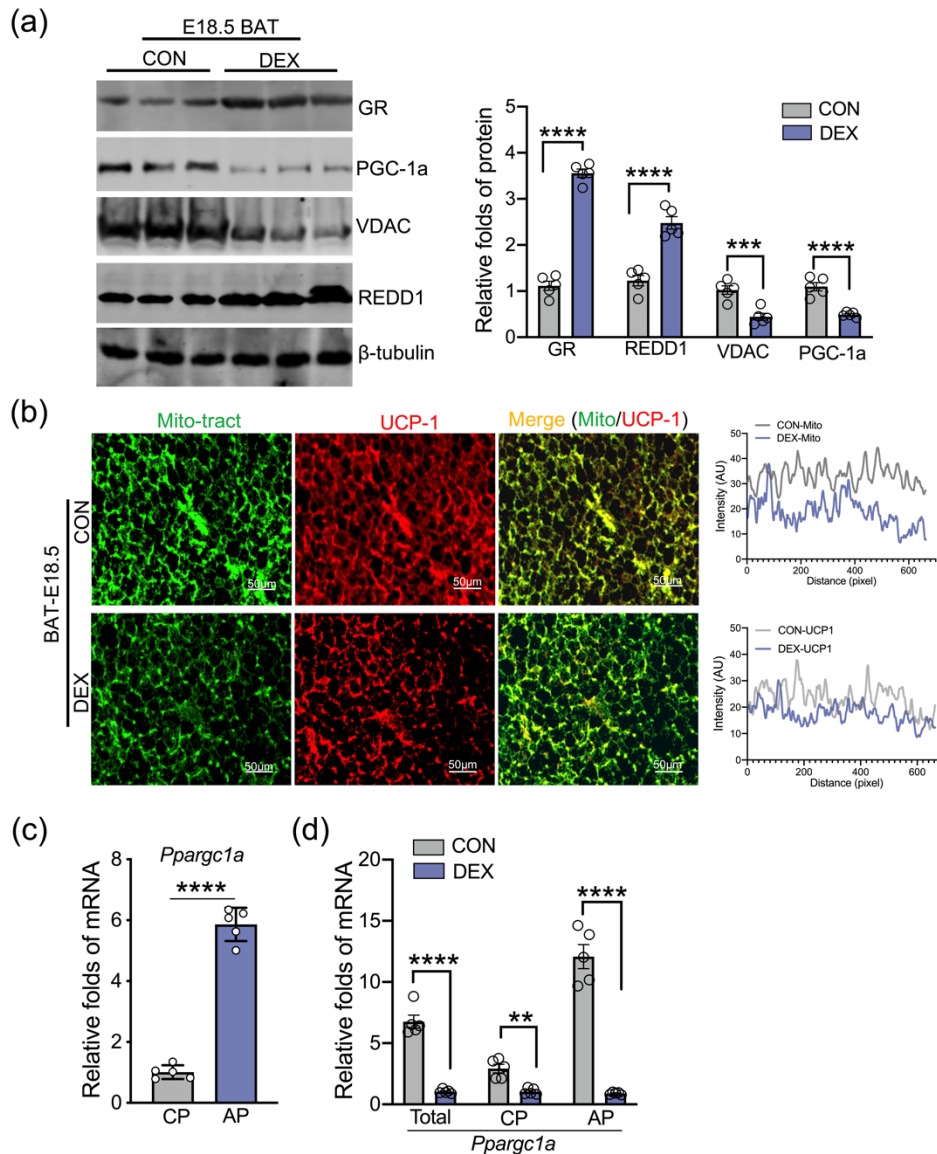 (a)
E18.5 BAT
CON DEX
GR
PGC-1a
VDAC
REDD1
β-tubulin
Relative folds of protein
5
4
3
2
1
0
CON
DEX
****
****
***
****
GR REDD1 VDAC PGC-1a
(b)
Mito-tract UCP-1 Merge (Mito/UCP-1)
BAT-E18.5
CON
DEX
50μm 50μm 50μm
50μm 50μm 50μm
CON-Mito
DEX-Mito
Intensity (AU)
50
40
30
20
10
0
0 200 400 600
Distance (pixel)
CON-UCP1
DEX-UCP1
Intensity (AU)
50
40
30
20
10
0
0 200 400 600
Distance (pixel)
(c)
Ppargc1a
****
Relative folds of mRNA
8
6
4
2
0
CP AP
(d)
CON
DEX
Relative folds of mRNA
20
15
10
5
0
****
**
****
Total CP AP
Ppargc1a